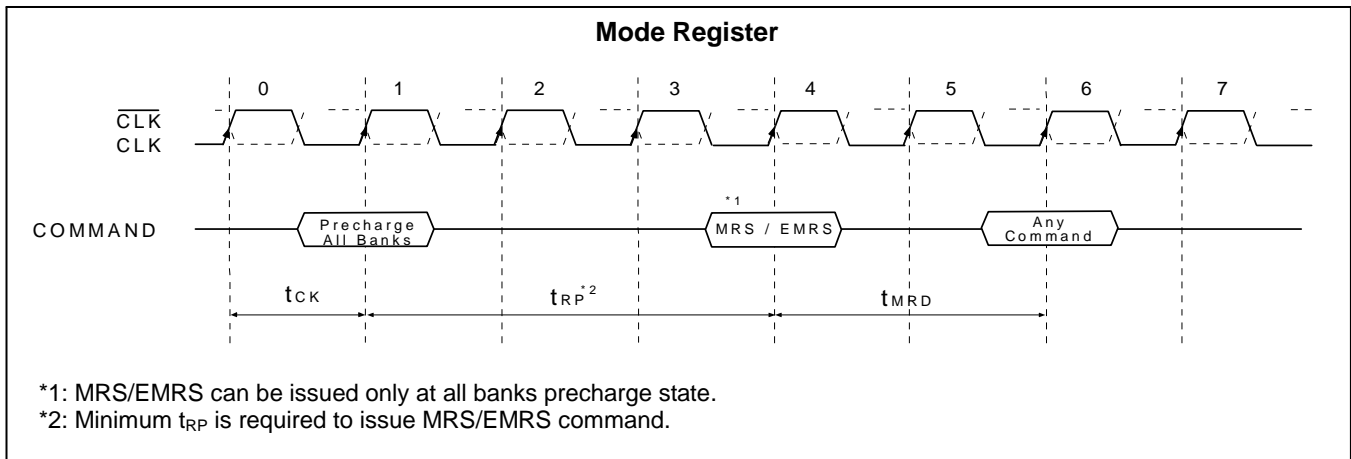 Mode Register
0 1 2 3 4 5 6 7
CLK
CLK
*1
COMMAND
Precharge
All Banks
MRS / EMRS
Any
Command
tCK
tRP*2
tMRD
*1: MRS/EMRS can be issued only at all banks precharge state.
*2: Minimum tRP is required to issue MRS/EMRS command.